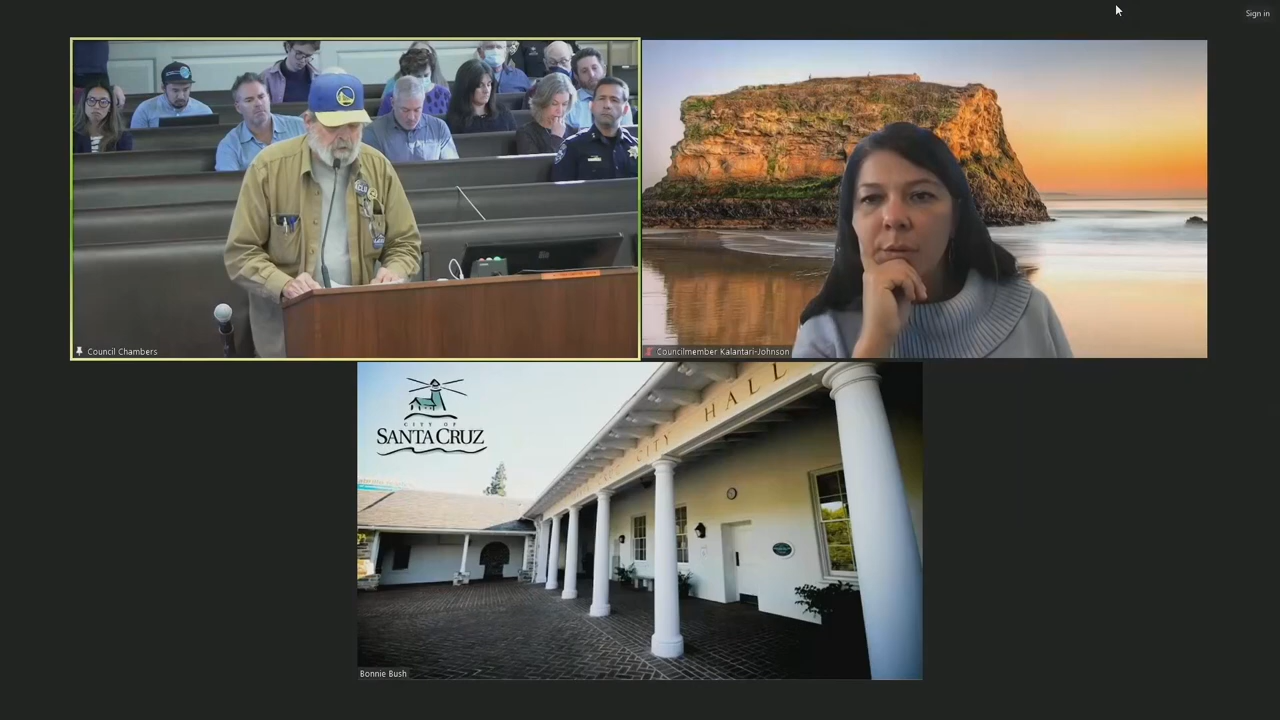 Sign in
Council Chambers
Councilmember Kalantari-Johnson
CITY HALL
CITY OF
SANTA CRUZ
Bonnie Bush